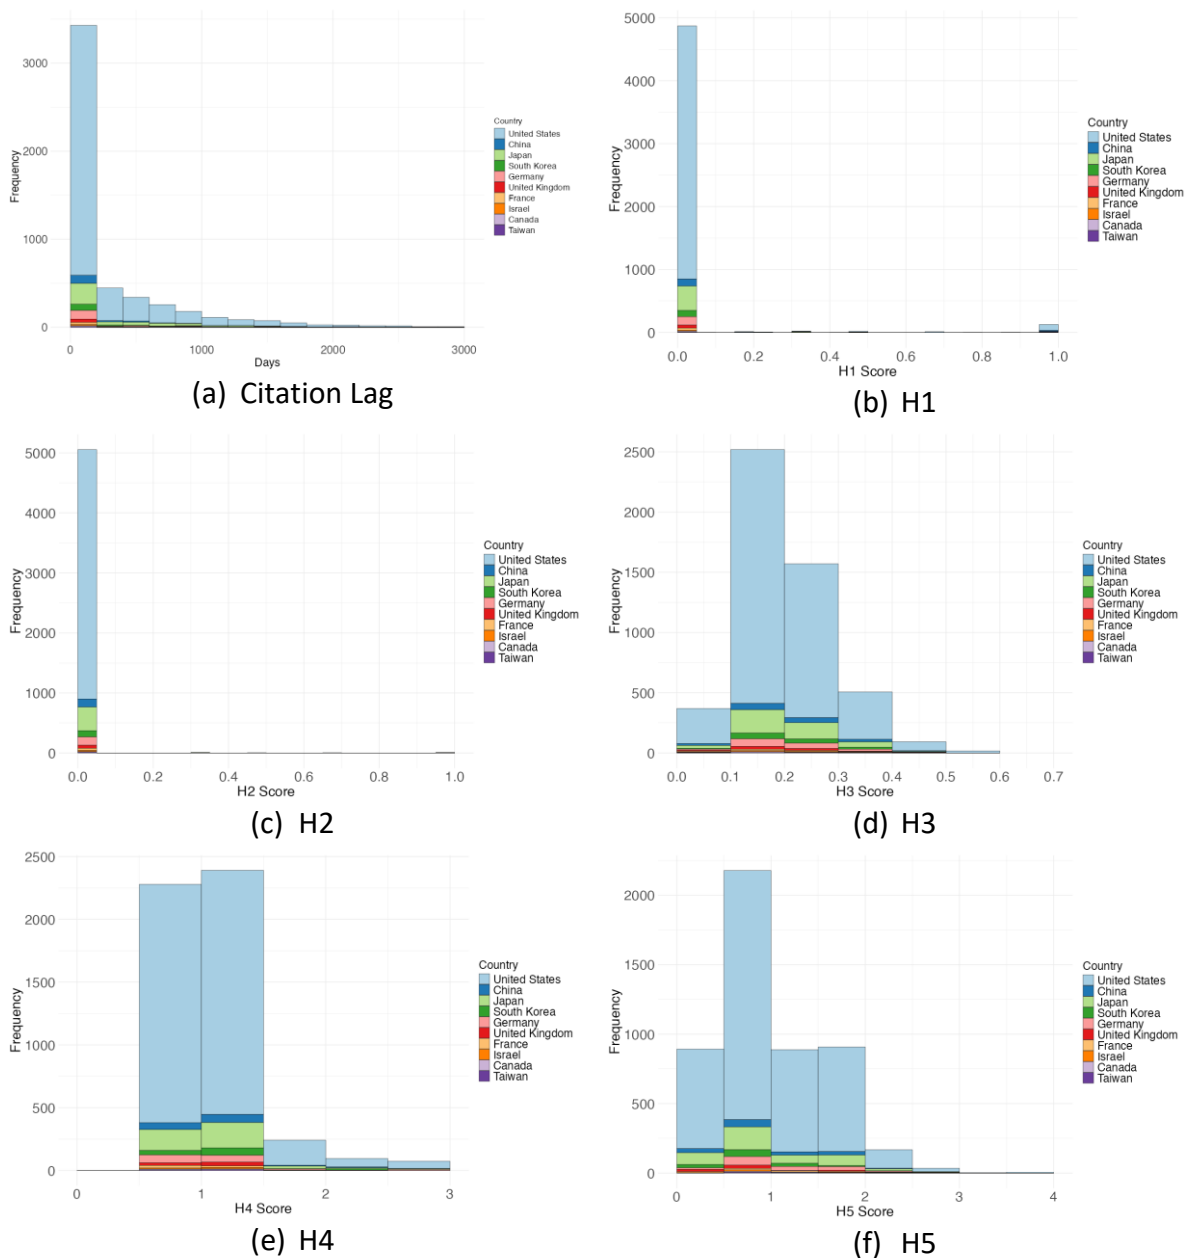 3000
2000
1000
0
Frequency
0 1000 2000 3000
Days
Country
United States
China
Japan
South Korea
Germany
United Kingdom
France
Israel
Canada
Taiwan
(a) Citation Lag
5000
4000
3000
2000
1000
0
Frequency
0.0 0.2 0.4 0.6 0.8 1.0
H1 Score
Country
United States
China
Japan
South Korea
Germany
United Kingdom
France
Israel
Canada
Taiwan
(b) H1
5000
4000
3000
2000
1000
0
Frequency
0.0 0.2 0.4 0.6 0.8 1.0
H2 Score
Country
United States
China
Japan
South Korea
Germany
United Kingdom
France
Israel
Canada
Taiwan
(c) H2
2500
2000
1500
1000
500
0
Frequency
0.0 0.1 0.2 0.3 0.4 0.5 0.6 0.7
H3 Score
Country
United States
China
Japan
South Korea
Germany
United Kingdom
France
Israel
Canada
Taiwan
(d) H3
2500
2000
1500
1000
500
0
Frequency
0 1 2 3
H4 Score
Country
United States
China
Japan
South Korea
Germany
United Kingdom
France
Israel
Canada
Taiwan
(e) H4
2000
1500
1000
500
0
Frequency
0 1 2 3 4
H5 Score
Country
United States
China
Japan
South Korea
Germany
United Kingdom
France
Israel
Canada
Taiwan
(f) H5